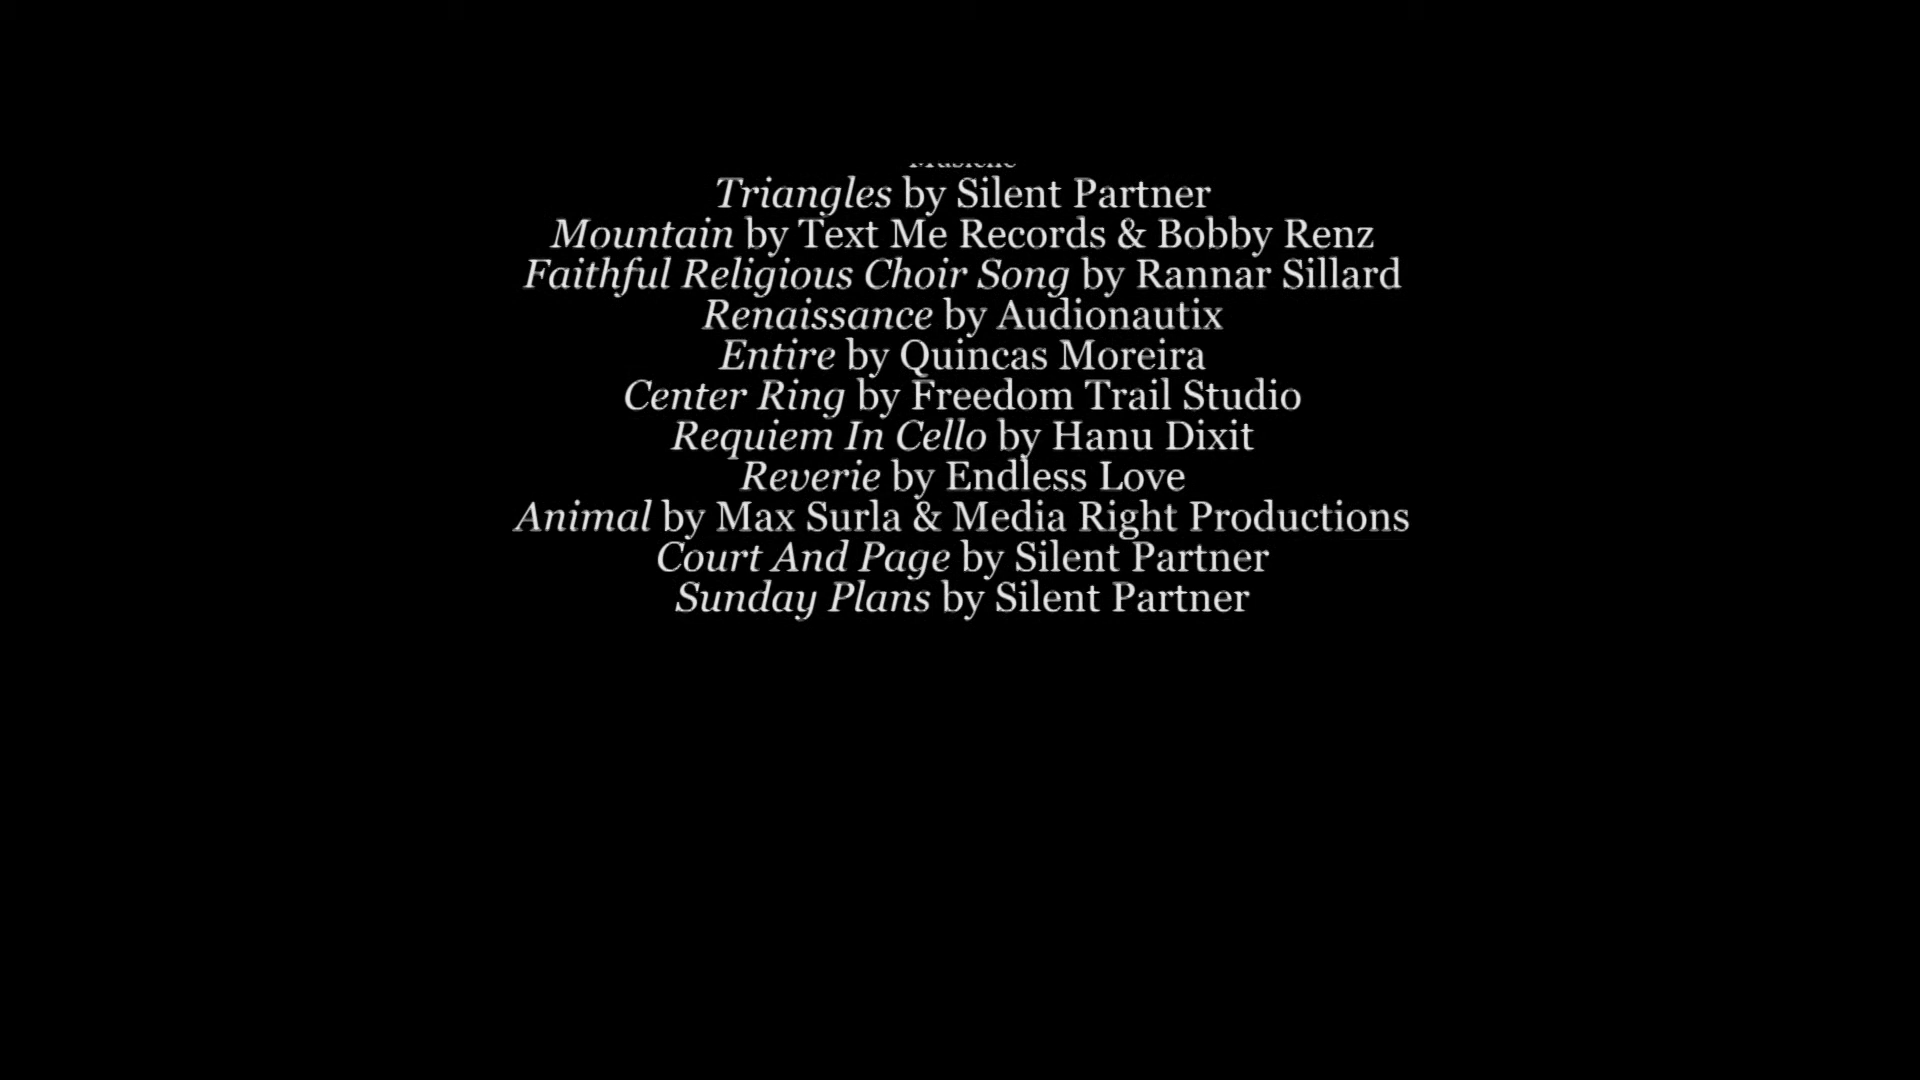 Musiche
Triangles by Silent Partner
Mountain by Text Me Records & Bobby Renz
Faithful Religious Choir Song by Rannar Sillard
Renaissance by Audionautix
Entire by Quincas Moreira
Center Ring by Freedom Trail Studio
Requiem In Cello by Hanu Dixit
Reverie by Endless Love
Animal by Max Surla & Media Right Productions
Court And Page by Silent Partner
Sunday Plans by Silent Partner